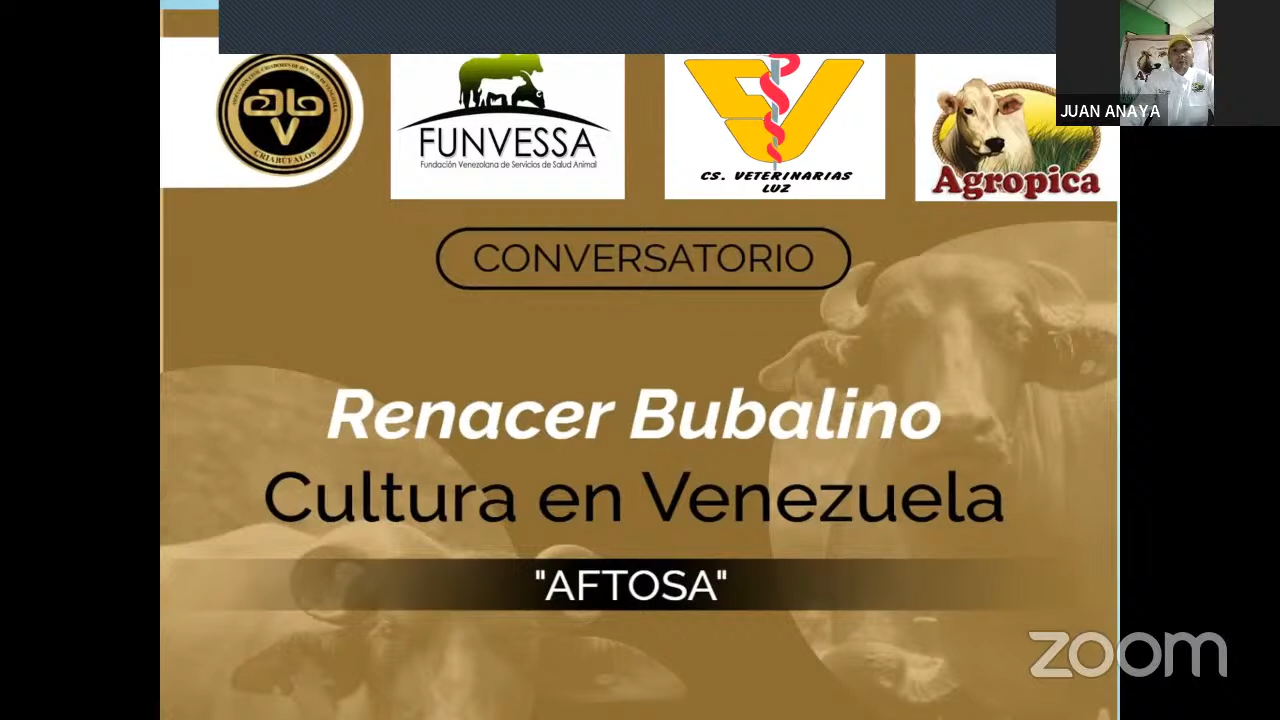 CRIABÚFALOS
FUNVESSA
Fundación Venezolana de Servicios de Salud Animal
CS. VETERINARIAS
LUZ
Agropica
JUAN ANAYA
CONVERSATORIO
Renacer Bubalino
Cultura en Venezuela
"AFTOSA"
zoom